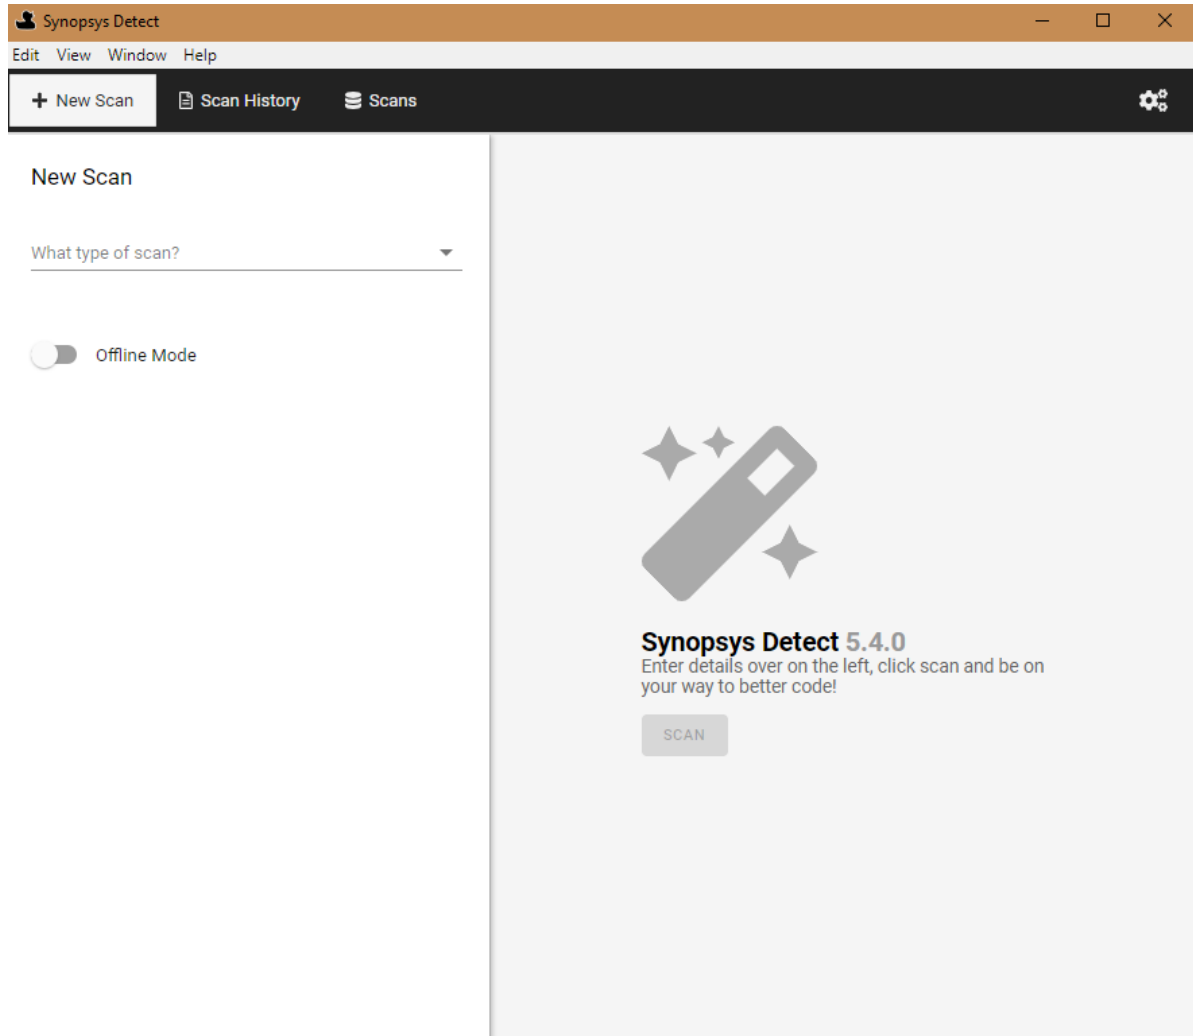 Synopsys Detect
Edit View Window Help
New Scan Scan History Scans
New Scan
What type of scan?
Offline Mode
Synopsys Detect 5.4.0
Enter details over on the left, click scan and be on
your way to better code!
SCAN